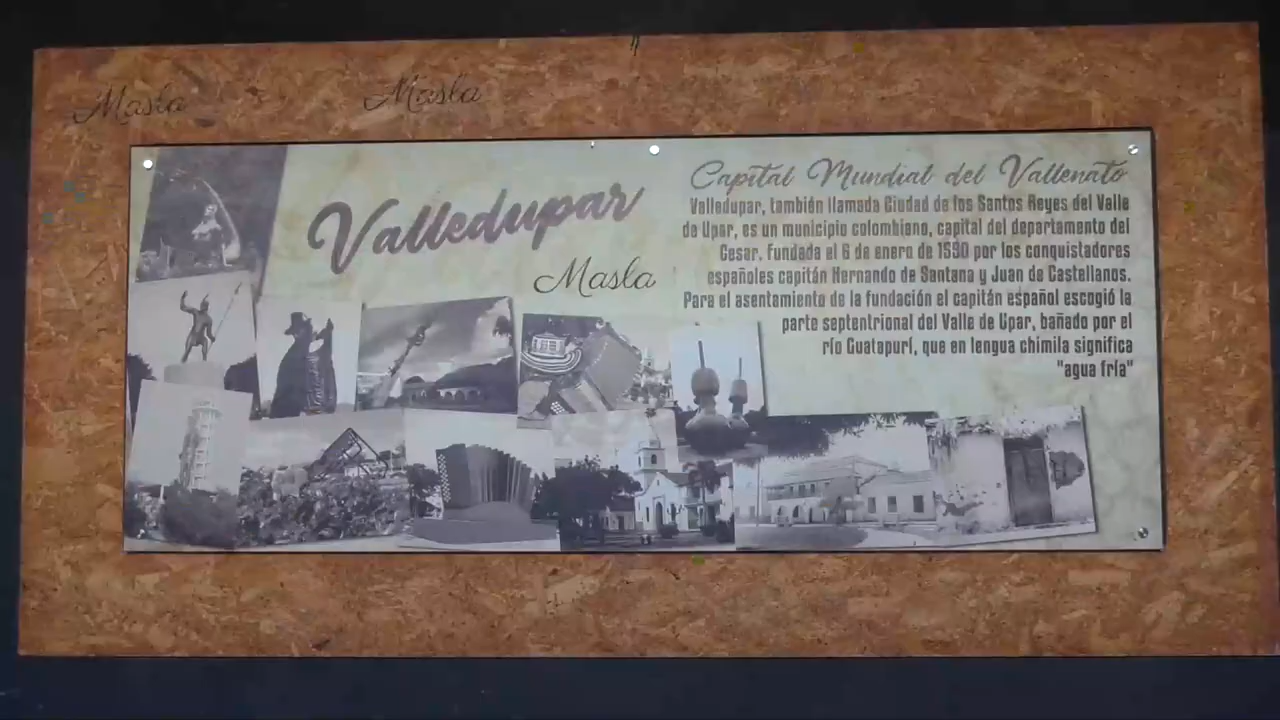 Masla
Masla
Valledupar
Masla
Capital Mundial del Vallenato
Valledupar, también llamada Ciudad de los Santos Reyes del Valle
de Upar, es un municipio colombiano, capital del departamento del
Cesar. Fundada el 6 de enero de 1590 por los conquistadores
españoles capitán Hernando de Santana y Juan de Castellanos.
Para el asentamiento de la fundación el capitán español escogió la
parte septentrional del Valle de Upar, bañado por el
río Guatapurí, que en lengua chimila significa
"agua fría"